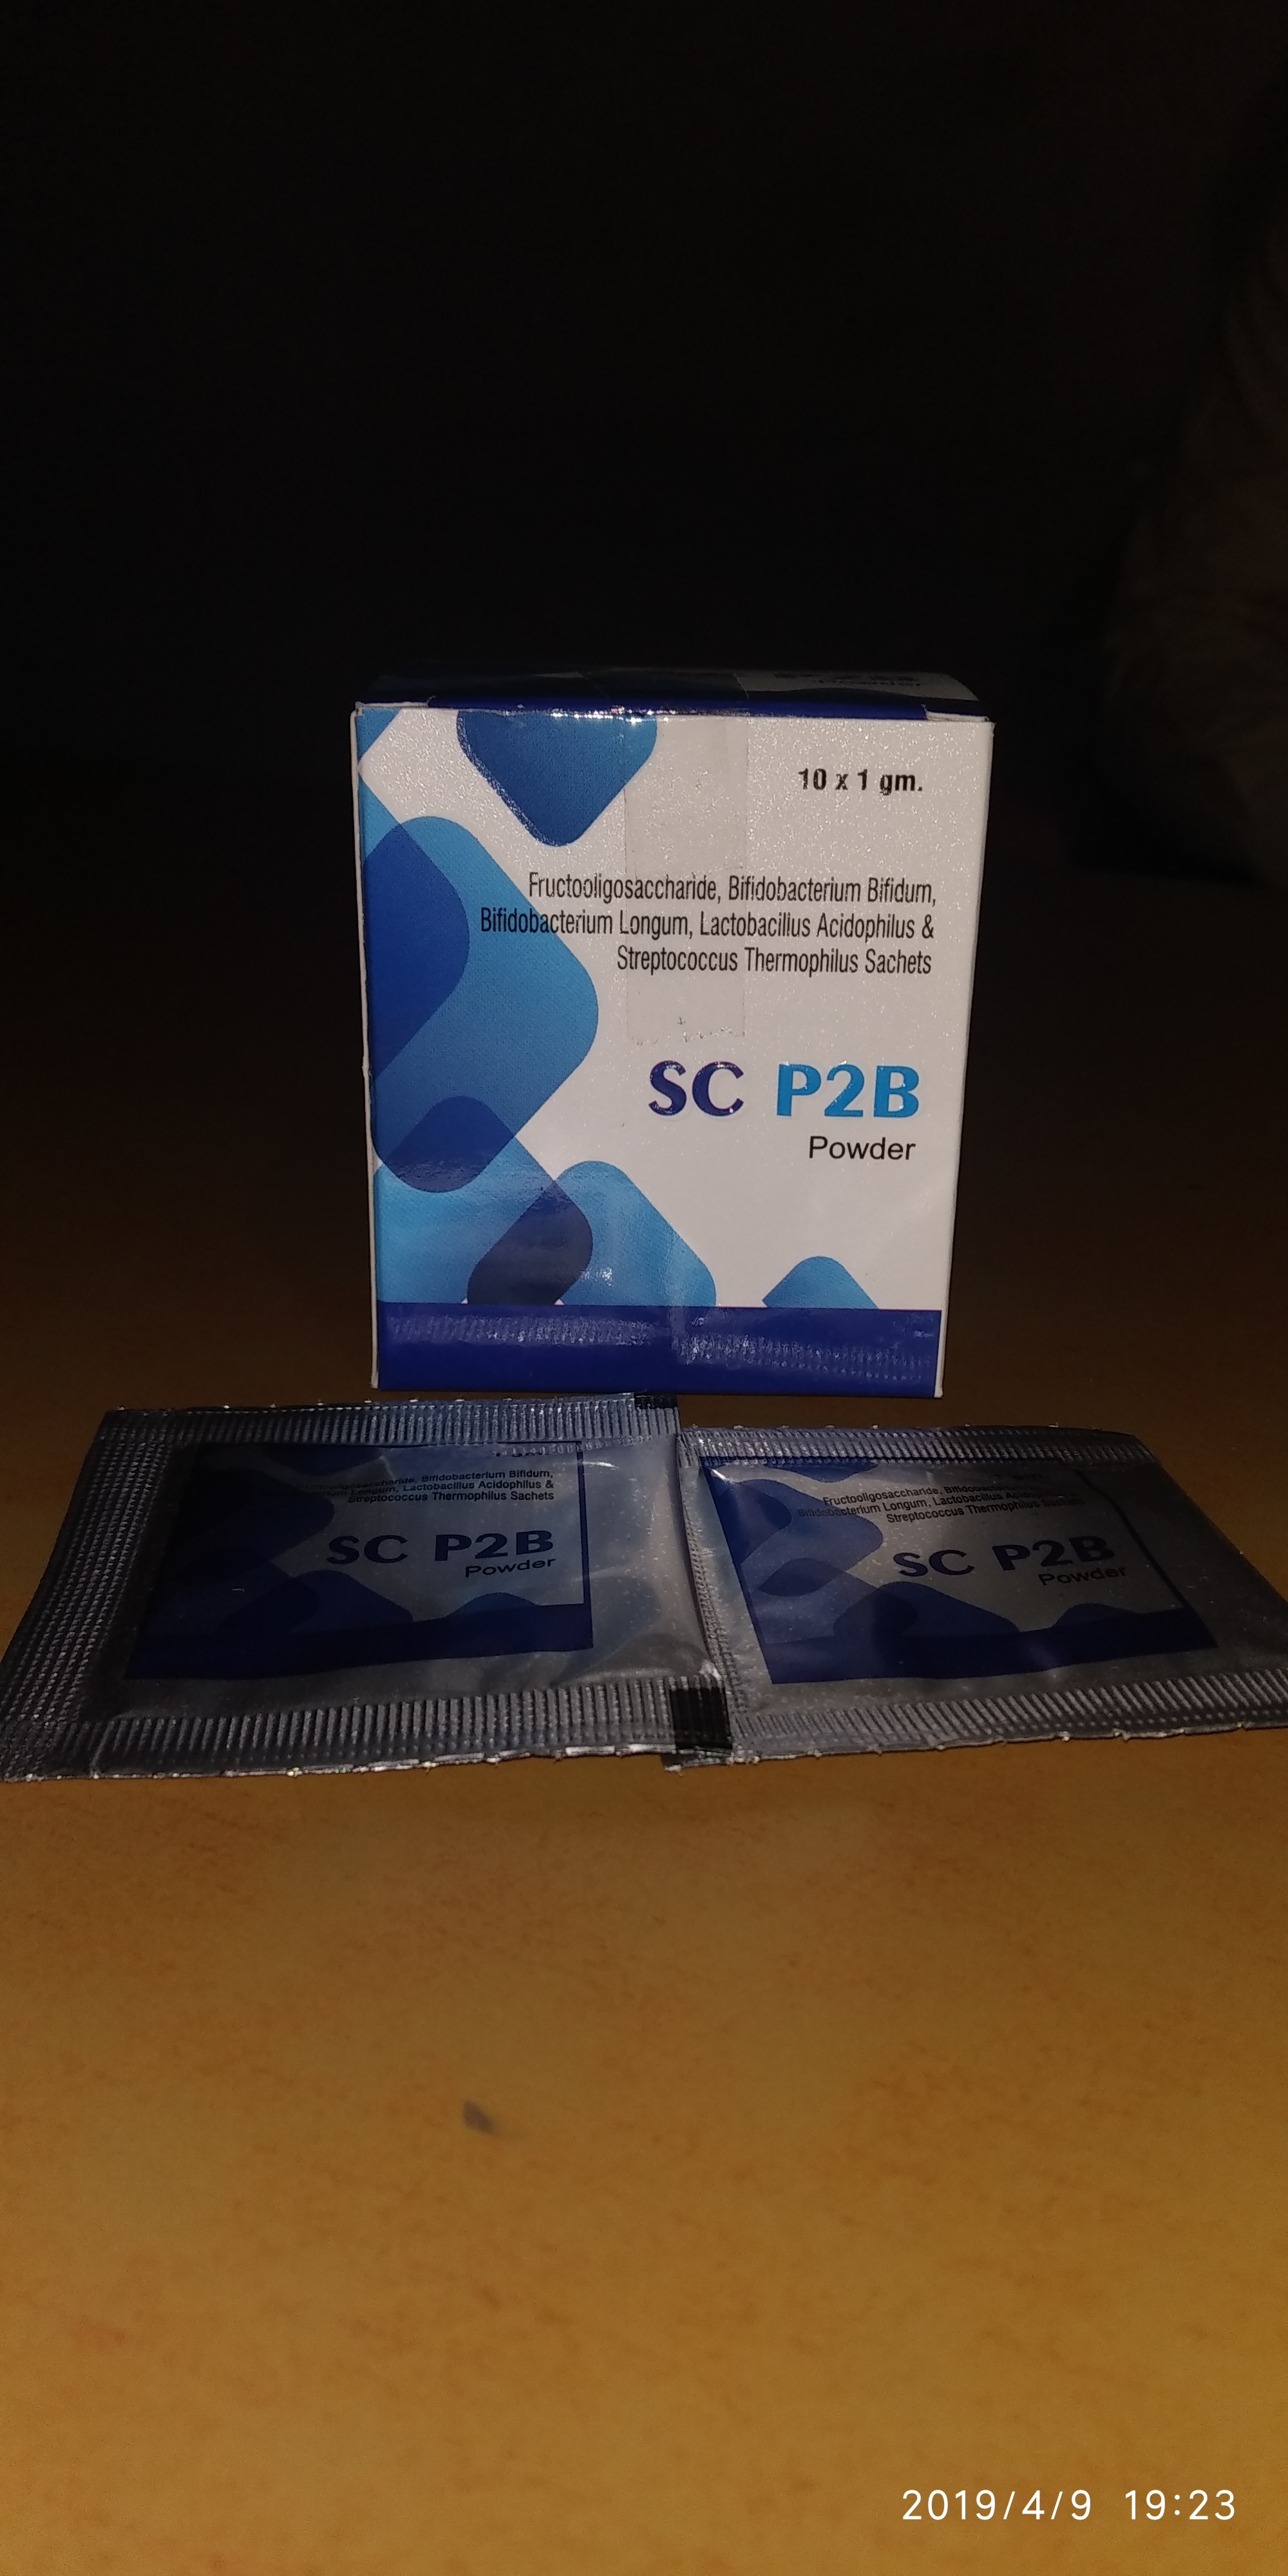 10 x 1 gm.
Fructooligosaccharide, Bifidobacterium Bifidum,
Bifidobacterium Longum, Lactobacillus Acidophilus &
Streptococcus Thermophilus Sachets
SC P2B
Powder
Bifidobacterium Bifidum,
Longum, Lactobacillus Acidophilus &
Streptococcus Thermophilus Sachets
SC P2B
Powder
Fructooligosaccharide,
Bifidobacterium Longum, Lactobacillus
Streptococcus Thermophilus Sachets
SC P2B
Powder
2019/4/9 19:23